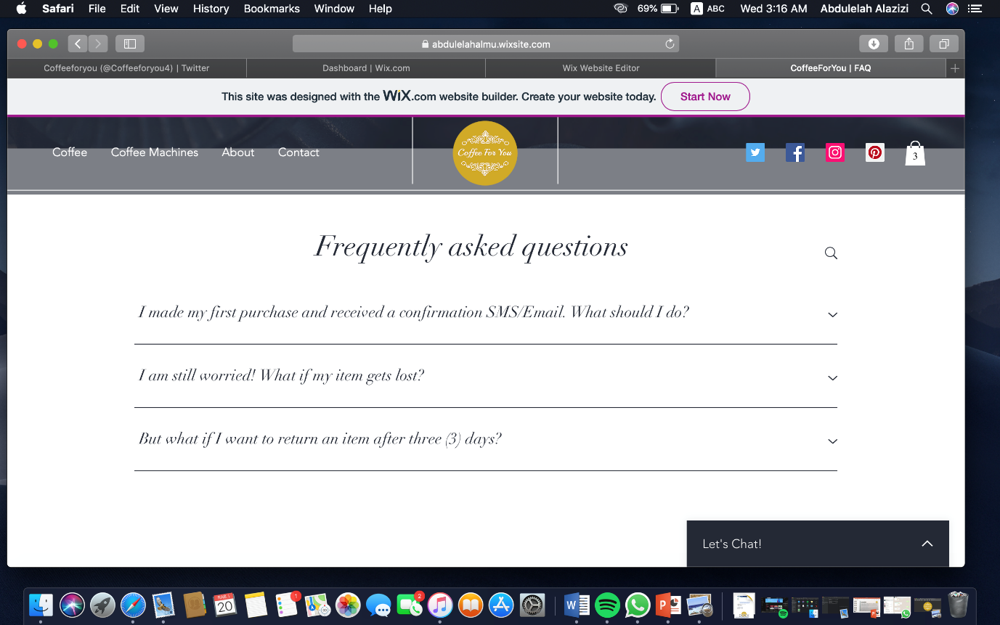 Safari File Edit View History Bookmarks Window Help 69% A ABC Wed 3:16 AM Abdulelah Alazizi
abdulelahalmu.wixsite.com
Coffeeforyou (@Coffeeforyou4) | Twitter Dashboard | Wix.com Wix Website Editor CoffeeForYou | FAQ
This site was designed with the WiX.com website builder. Create your website today. Start Now
Coffee Coffee Machines About Contact Coffee For You 3
Frequently asked questions
I made my first purchase and received a confirmation SMS/Email. What should I do?
I am still worried! What if my item gets lost?
But what if I want to return an item after three (3) days?
Let's Chat!
RAB. I 20 1 2 W P